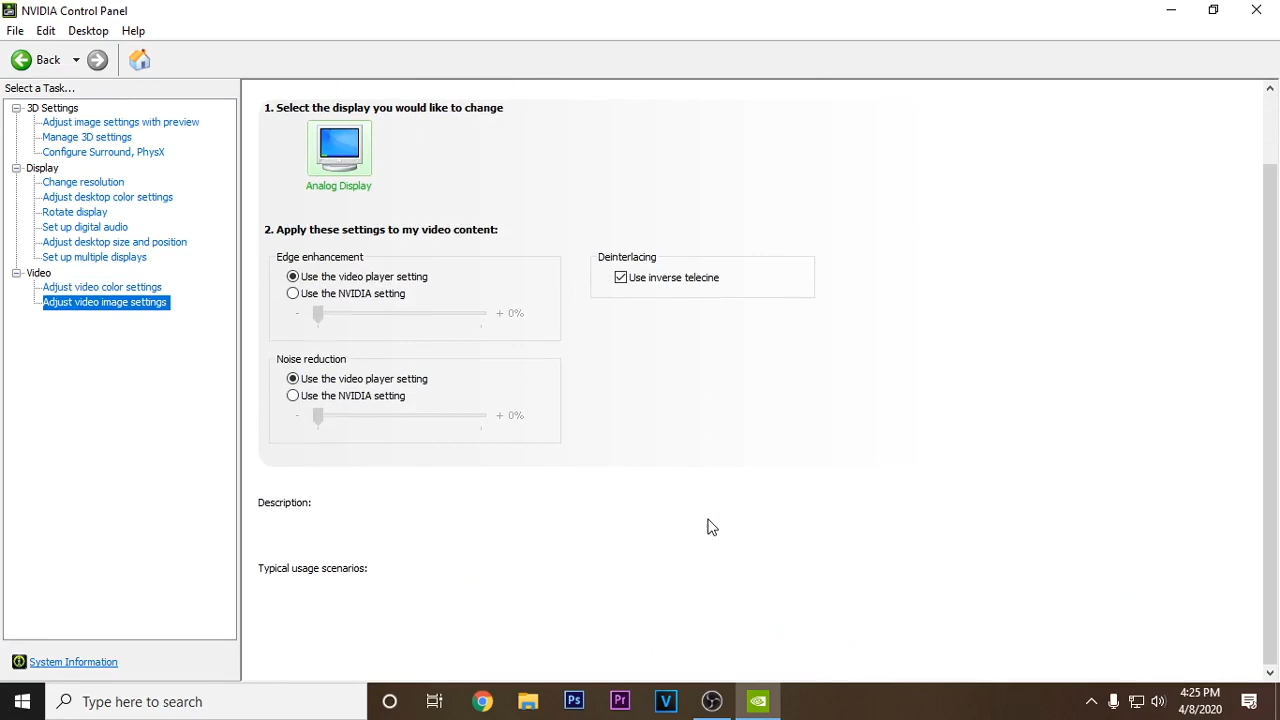 NVIDIA Control Panel
File Edit Desktop Help
Back
Select a Task...
3D Settings
Adjust image settings with preview
Manage 3D settings
Configure Surround, PhysX
Display
Change resolution
Adjust desktop color settings
Rotate display
Set up digital audio
Adjust desktop size and position
Set up multiple displays
Video
Adjust video color settings
Adjust video image settings
System Information
1. Select the display you would like to change
Analog Display
2. Apply these settings to my video content:
Edge enhancement
Use the video player setting
Use the NVIDIA setting
- + 0%
Noise reduction
Use the video player setting
Use the NVIDIA setting
- + 0%
Deinterlacing
Use inverse telecine
Description:
Typical usage scenarios:
Type here to search
Ps
Pr
V
4:25 PM
4/8/2020